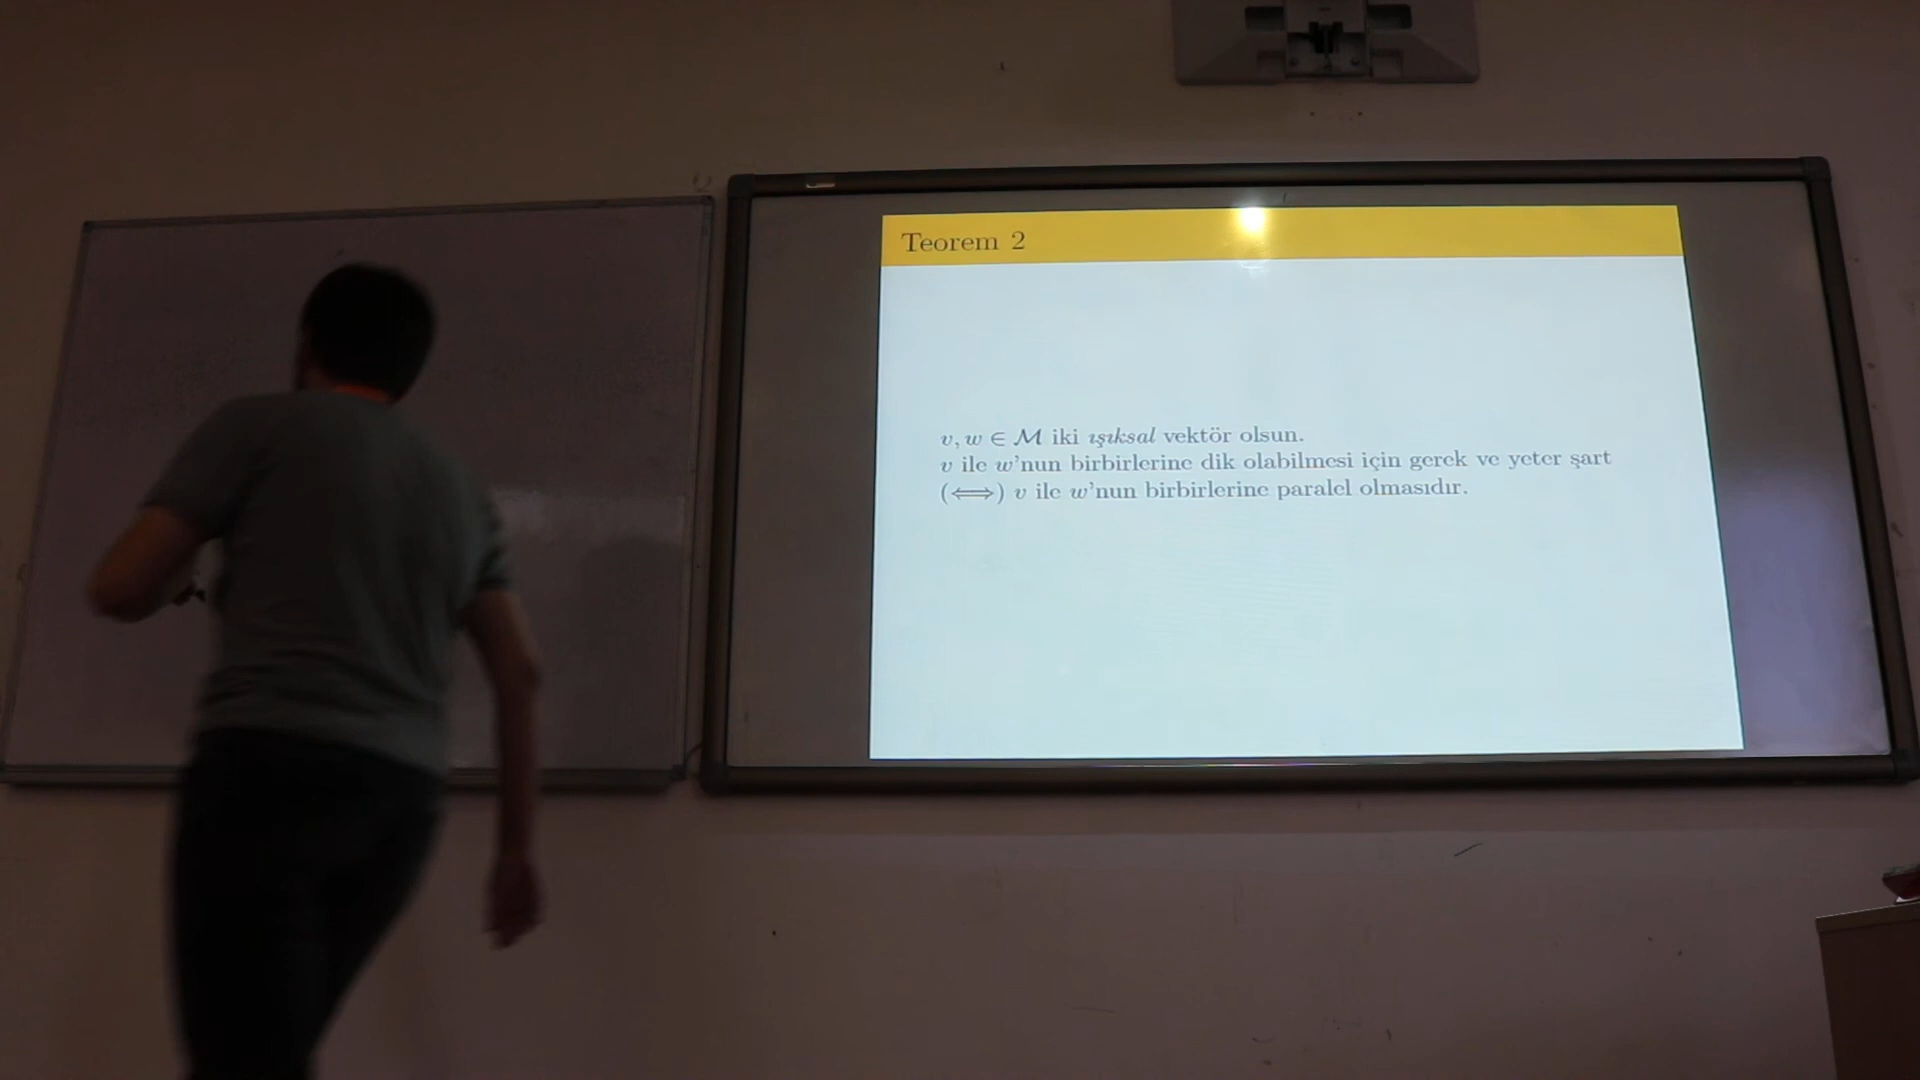 Teorem 2
v, w ∈ ℳ iki ışıksal vektör olsun.
v ile w'nun birbirlerine dik olabilmesi için gerek ve yeter şart
(⟺) v ile w'nun birbirlerine paralel olmasıdır.